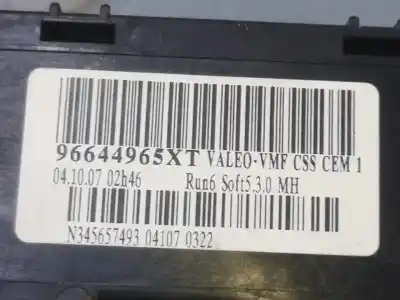 96644965XT VALEO-VMF CSS CEM 1
04.10.07 02h46 Run6 Soft5.3.0 MH
N345657493 04107 0322